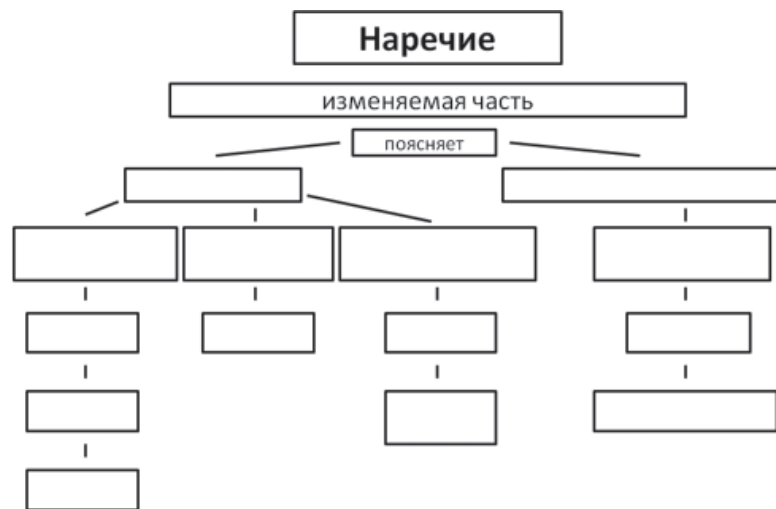 Наречие
изменяемая часть
поясняет